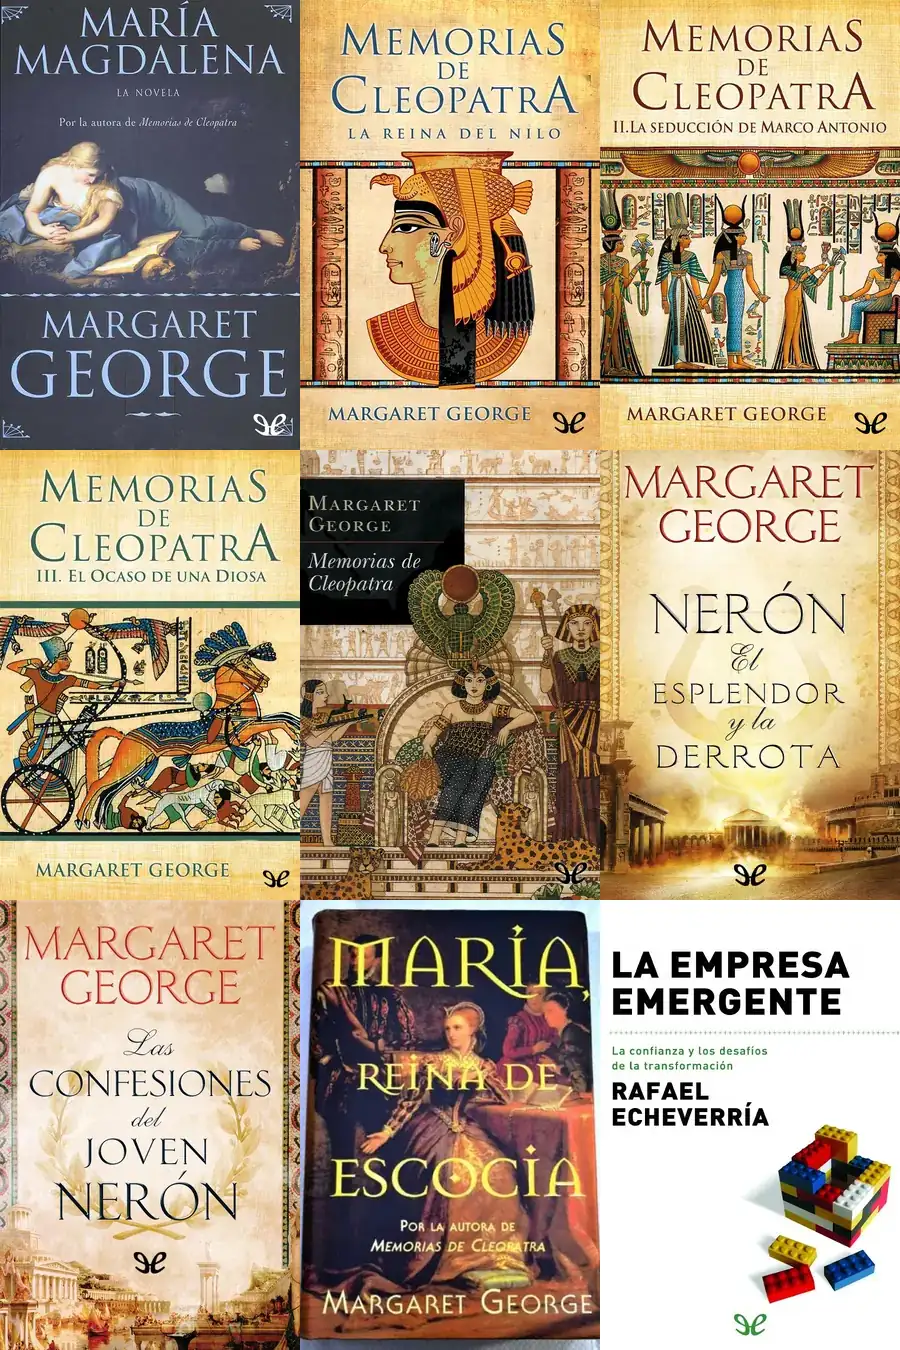 MARÍA
MAGDALENA
LA NOVELA
Por la autora de Memorias de Cleopatra
MARGARET
GEORGE
MEMORIAS
DE
CLEOPATRA
LA REINA DEL NILO
MARGARET GEORGE
MEMORIAS
DE
CLEOPATRA
II. LA SEDUCCIÓN DE MARCO ANTONIO
MARGARET GEORGE
MEMORIAS
DE
CLEOPATRA
III. EL OCASO DE UNA DIOSA
MARGARET GEORGE
MARGARET
GEORGE
Memorias de
Cleopatra
MARGARET
GEORGE
NERÓN
El
ESPLENDOR
y la
DERROTA
MARGARET
GEORGE
Las
CONFESIONES
del
JOVEN
NERÓN
MARÍA,
REINA DE
ESCOCIA
POR LA AUTORA DE
MEMORIAS DE CLEOPATRA
MARGARET GEORGE
LA EMPRESA
EMERGENTE
La confianza y los desafíos
de la transformación
RAFAEL
ECHEVERRÍA